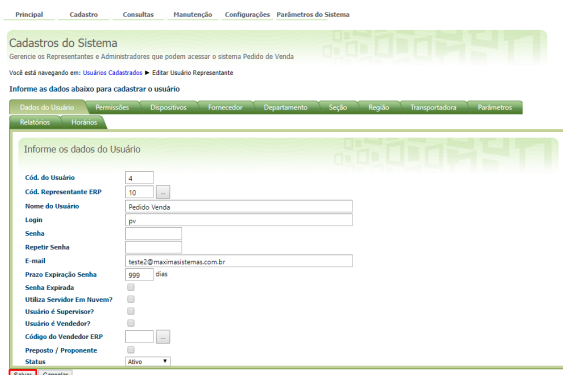 Principal Cadastro Consultas Manutenção Configurações Parâmetros do Sistema
Cadastros do Sistema
Gerencie os Representantes e Administradores que podem acessar o sistema Pedido de Venda
Você está navegando em: Usuários Cadastrados ► Editar Usuário Representante
Informe as dados abaixo para cadastrar o usuário
Dados do Usuário Permissões Dispositivos Fornecedor Departamento Seção Região Transportadora Parâmetros
Relatórios Horários
Informe os dados do Usuário
Cód. do Usuário 4
Cód. Representante ERP 10 ...
Nome do Usuário Pedido Venda
Login pv
Senha
Repetir Senha
E-mail teste2@maximasistemas.com.br
Prazo Expiração Senha 999 dias
Senha Expirada
Utiliza Servidor Em Nuvem?
Usuário é Supervisor?
Usuário é Vendedor?
Código do Vendedor ERP ...
Preposto / Proponente
Status Ativo
Salvar Cancelar